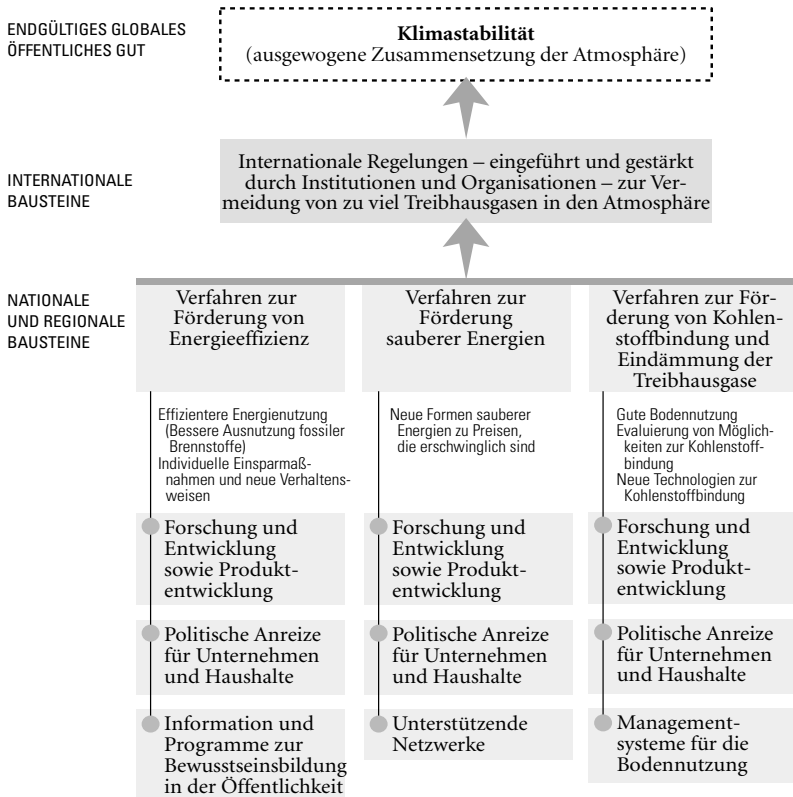 ENDGÜLTIGES GLOBALES
ÖFFENTLICHES GUT
Klimastabilität
(ausgewogene Zusammensetzung der Atmosphäre)
INTERNATIONALE
BAUSTEINE
Internationale Regelungen – eingeführt und gestärkt
durch Institutionen und Organisationen – zur Ver-
meidung von zu viel Treibhausgasen in den Atmosphäre
NATIONALE
UND REGIONALE
BAUSTEINE
Verfahren zur
Förderung von
Energieeffizienz
Effizientere Energienutzung
(Bessere Ausnutzung fossiler
Brennstoffe)
Individuelle Einsparmaß-
nahmen und neue Verhaltens-
weisen
Forschung und
Entwicklung
sowie Produkt-
entwicklung
Politische Anreize
für Unternehmen
und Haushalte
Information und
Programme zur
Bewusstseinsbildung
in der Öffentlichkeit
Verfahren zur
Förderung
sauberer Energien
Neue Formen sauberer
Energien zu Preisen,
die erschwinglich sind
Forschung und
Entwicklung
sowie Produkt-
entwicklung
Politische Anreize
für Unternehmen
und Haushalte
Unterstützende
Netzwerke
Verfahren zur För-
derung von Kohlen-
stoffbindung und
Eindämmung der
Treibhausgase
Gute Bodennutzung
Evaluierung von Möglich-
keiten zur Kohlenstoff-
bindung
Neue Technologien zur
Kohlenstoffbindung
Forschung und
Entwicklung
sowie Produkt-
entwicklung
Politische Anreize
für Unternehmen
und Haushalte
Management-
systeme für die
Bodennutzung